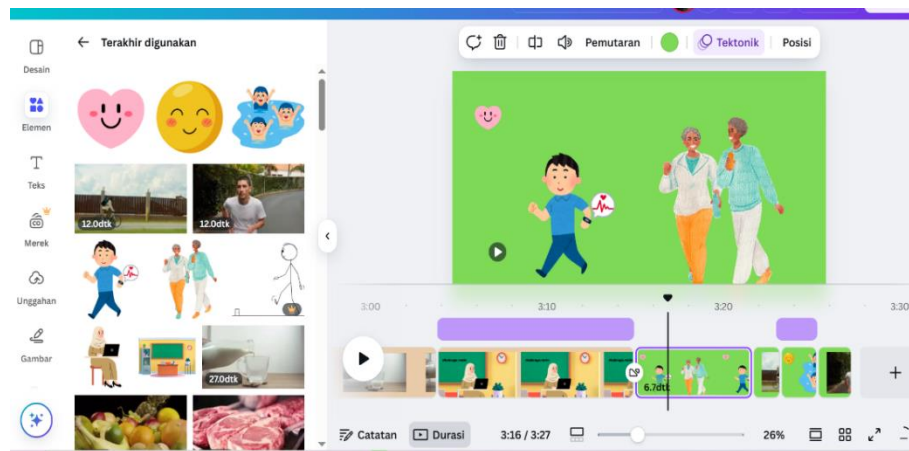 Desain
Elemen
Teks
Merek
Unggahan
Gambar
Terakhir digunakan
12.0dtk
12.0dtk
27.0dtk
Pemutaran
Tektonik
Posisi
3:00
3:10
3:20
3:30
6.7dtk
Catatan
Durasi
3:16 / 3:27
26%